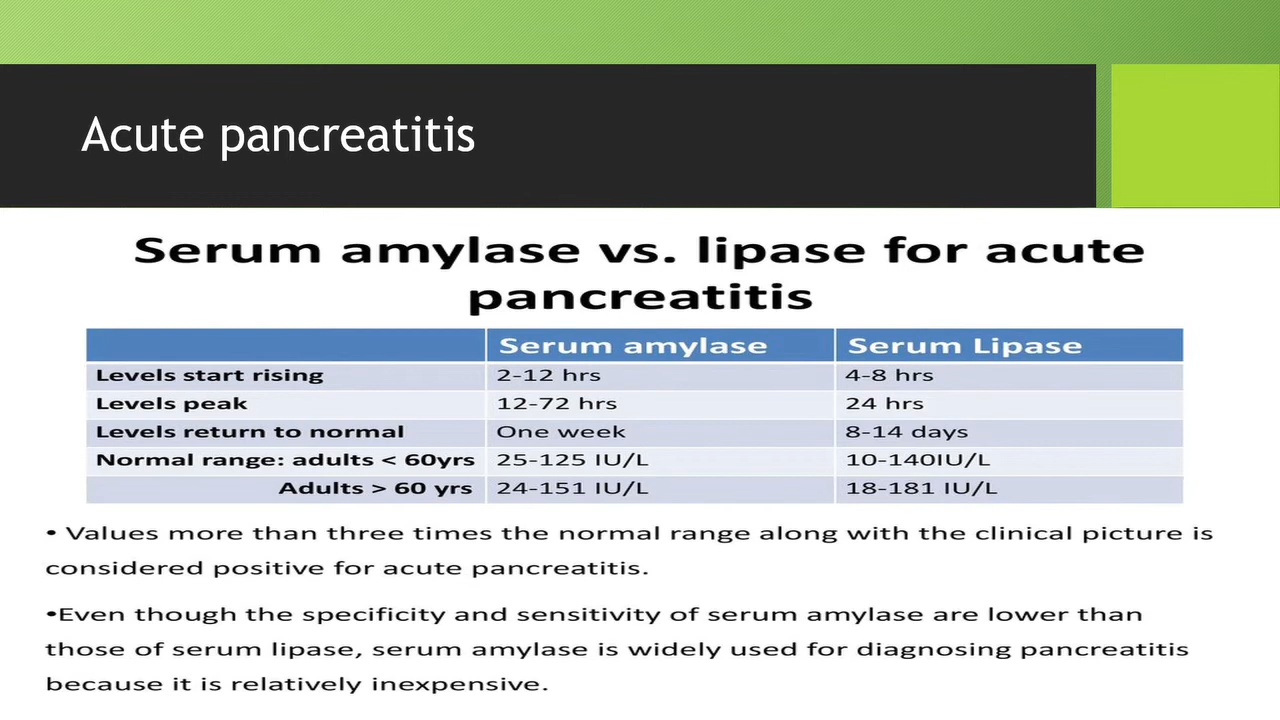 Acute pancreatitis
Serum amylase vs. lipase for acute
pancreatitis
Serum amylase Serum Lipase
Levels start rising 2-12 hrs 4-8 hrs
Levels peak 12-72 hrs 24 hrs
Levels return to normal One week 8-14 days
Normal range: adults < 60yrs 25-125 IU/L 10-140IU/L
Adults > 60 yrs 24-151 IU/L 18-181 IU/L
• Values more than three times the normal range along with the clinical picture is
considered positive for acute pancreatitis.
•Even though the specificity and sensitivity of serum amylase are lower than
those of serum lipase, serum amylase is widely used for diagnosing pancreatitis
because it is relatively inexpensive.